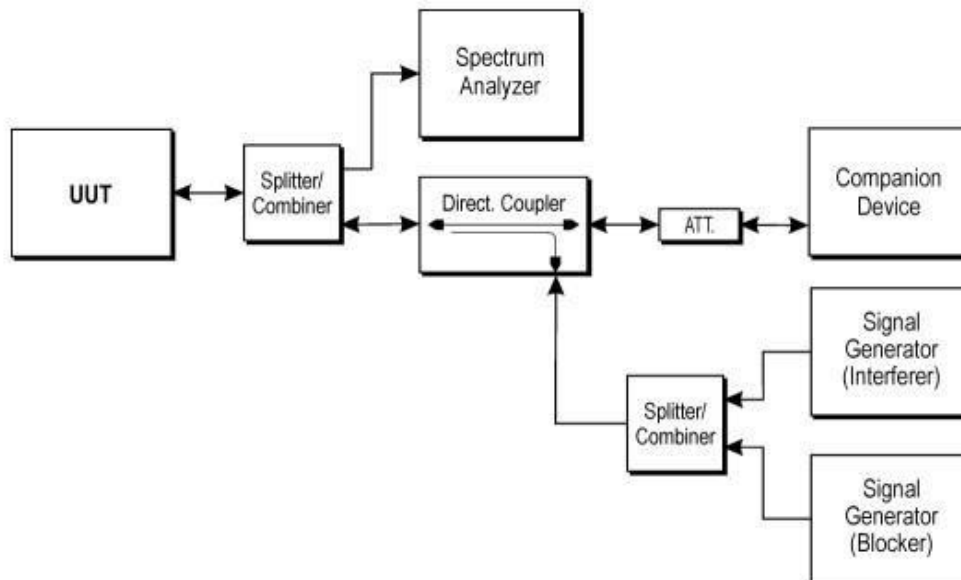 Spectrum
Analyzer
UUT
Splitter/
Combiner
Direct. Coupler
ATT.
Companion
Device
Signal
Generator
(Interferer)
Splitter/
Combiner
Signal
Generator
(Blocker)